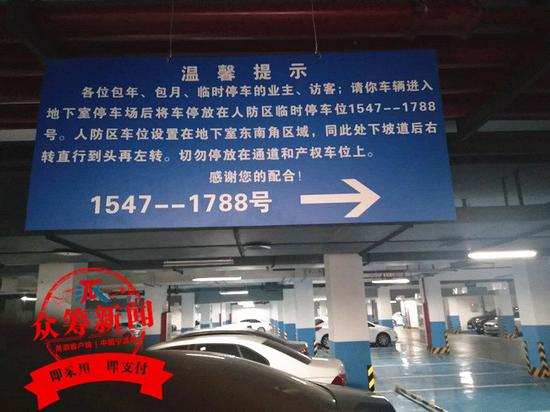 温馨提示
各位包年、包月、临时停车的业主、访客；请你车辆进入
地下室停车场后将车停放在人防区临时停车位1547--1788
号。人防区车位设置在地下室东南角区域，同此处下坡道后右
转直行到头再左转。切勿停放在通道和产权车位上。
感谢您的配合！
1547--1788号
众筹新闻
即采用 即支付